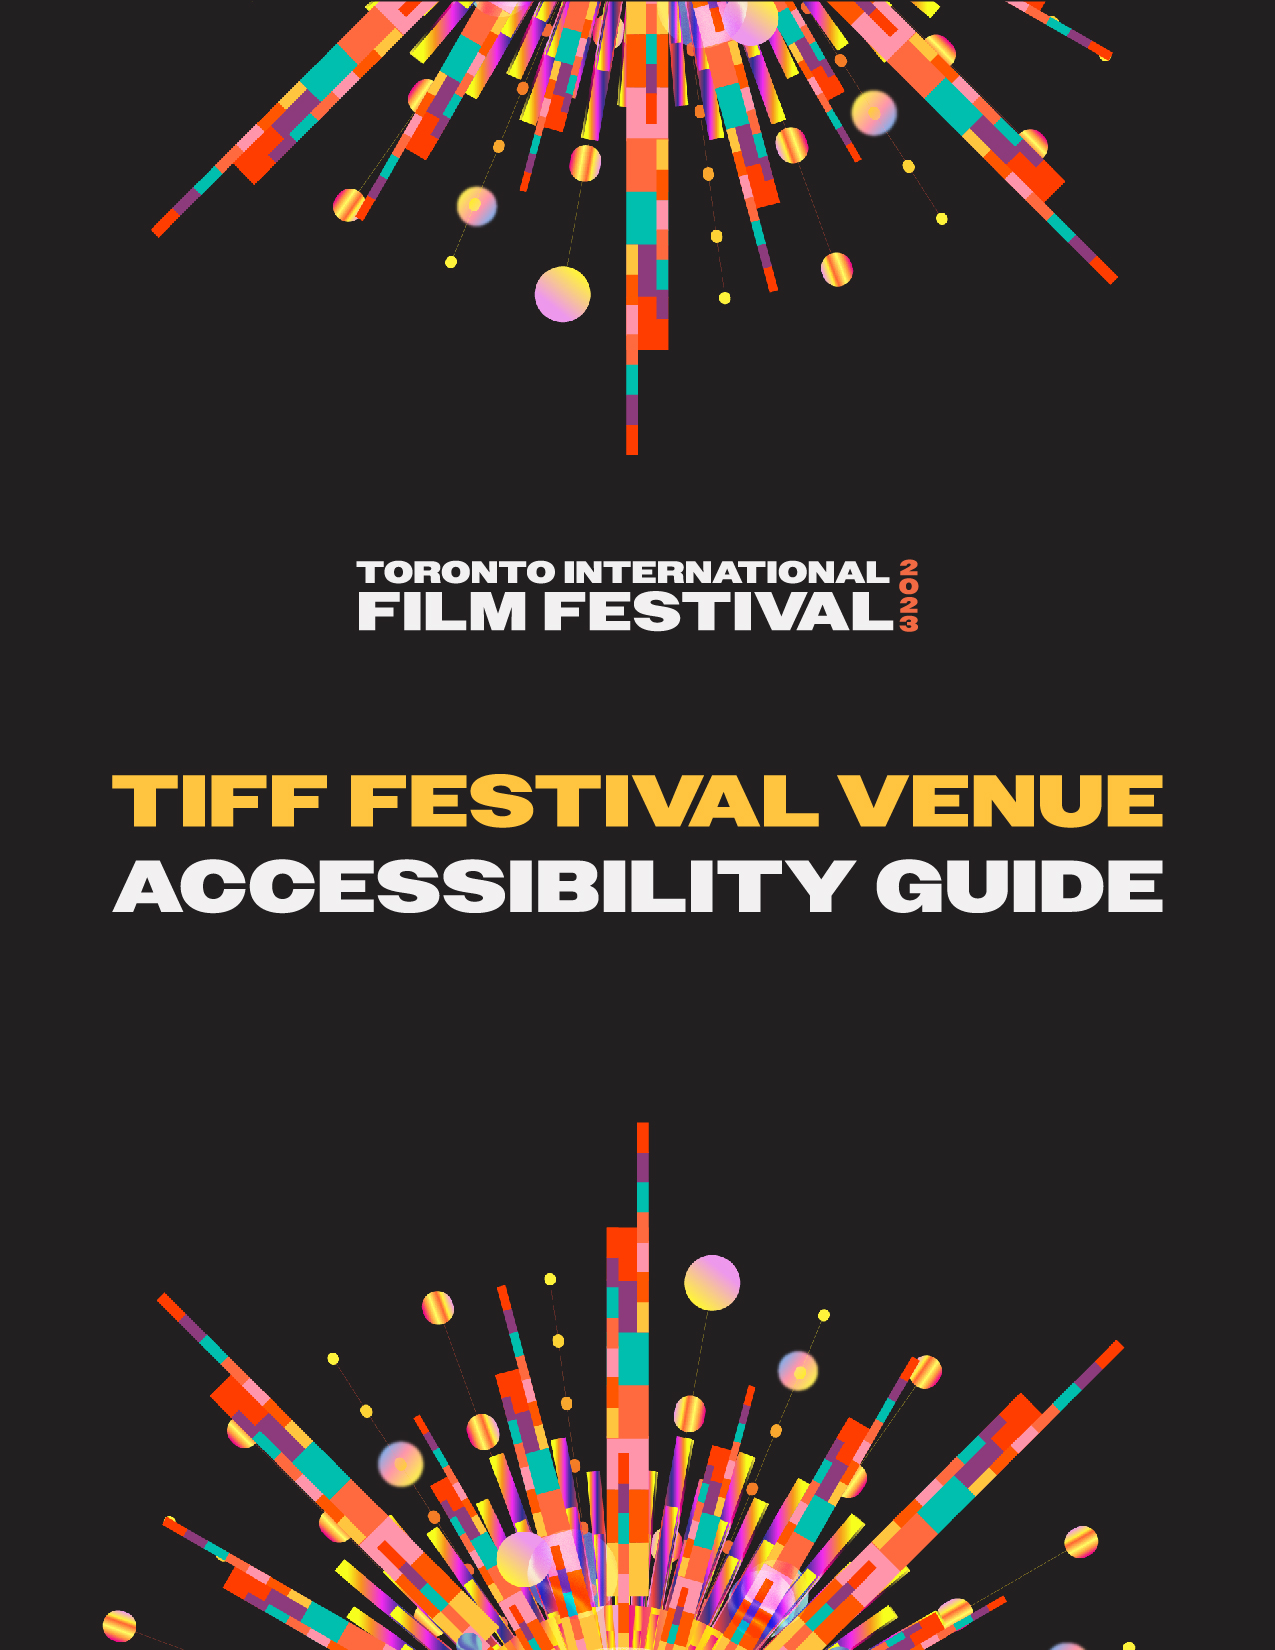 TORONTO INTERNATIONAL
FILM FESTIVAL
2023
TIFF FESTIVAL VENUE
ACCESSIBILITY GUIDE